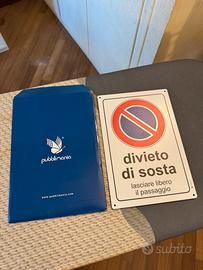 pubblimania
www.pubblimania.com
divieto
di sosta
lasciare libero
il passaggio
subito